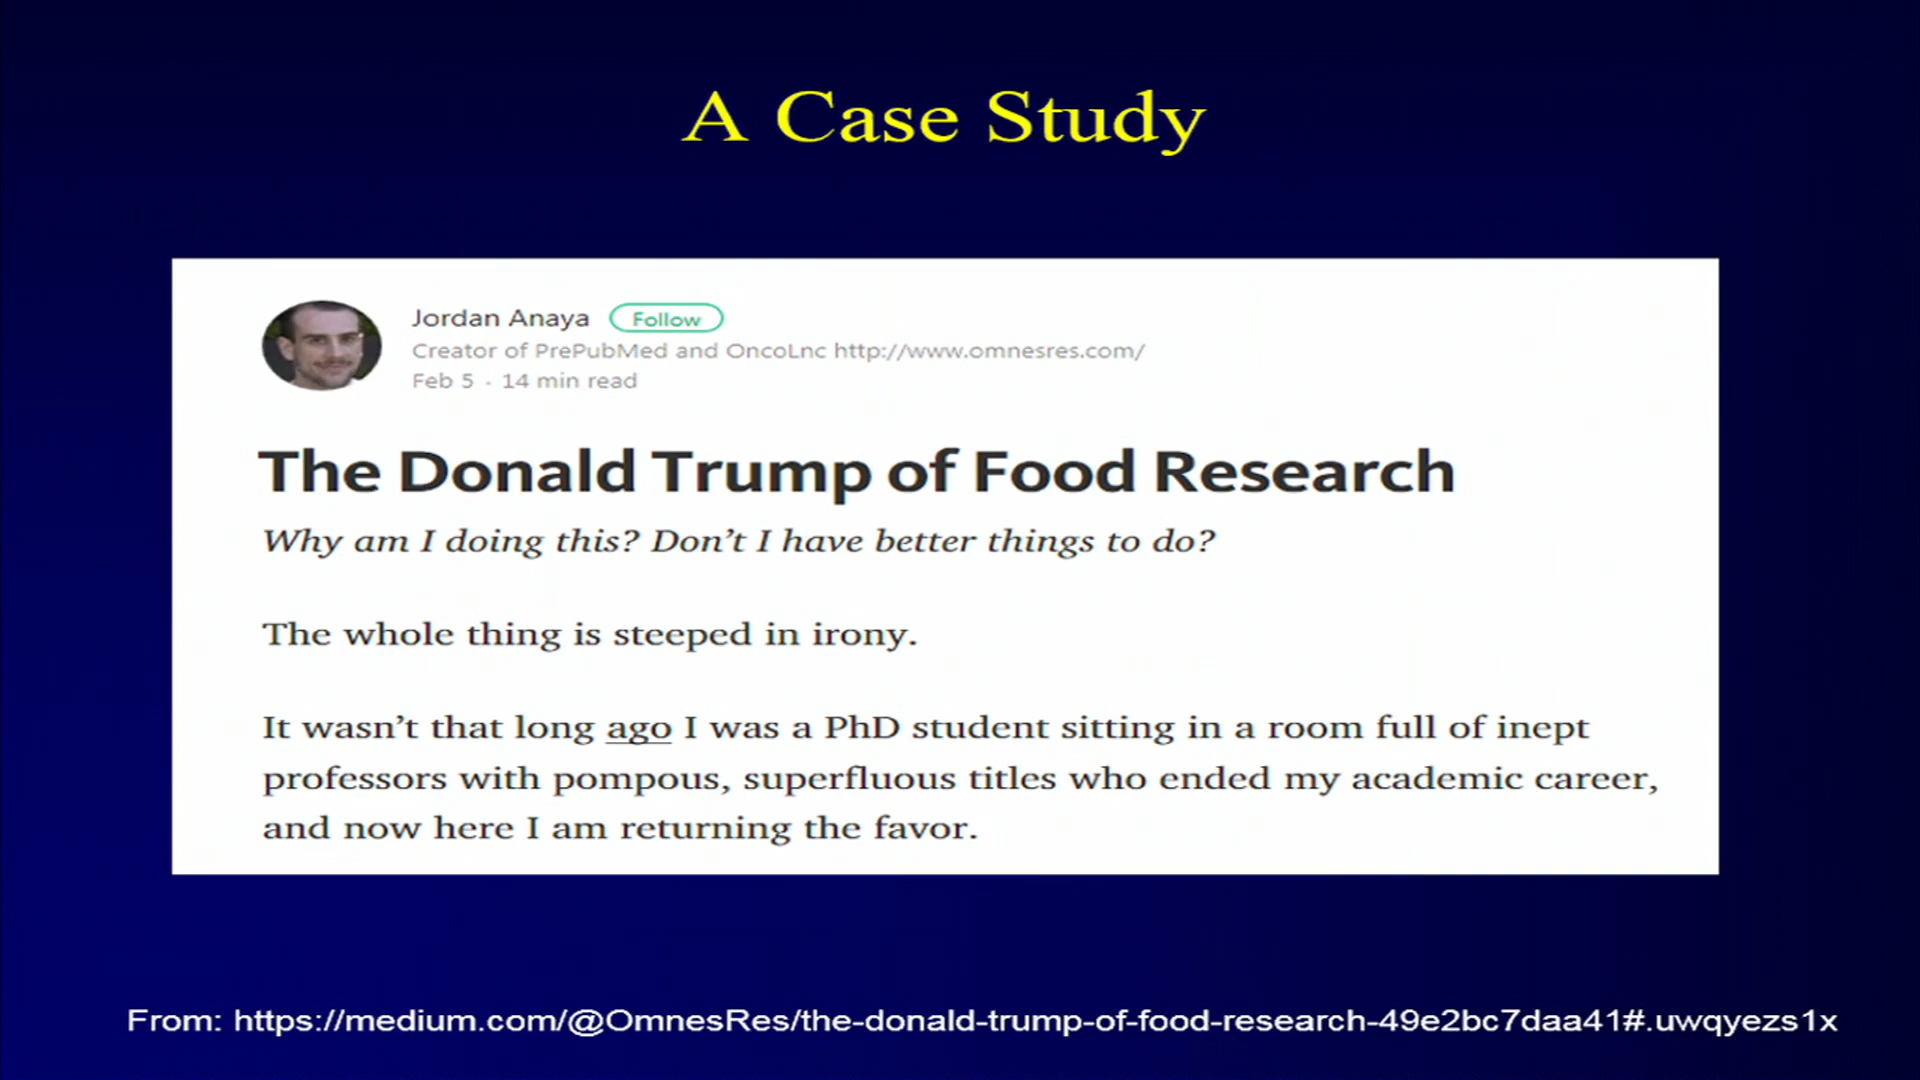 A Case Study
Jordan Anaya Follow
Creator of PrePubMed and OncoLnc http://www.omnesres.com/
Feb 5 · 14 min read
The Donald Trump of Food Research
Why am I doing this? Don’t I have better things to do?
The whole thing is steeped in irony.
It wasn’t that long ago I was a PhD student sitting in a room full of inept
professors with pompous, superfluous titles who ended my academic career,
and now here I am returning the favor.
From: https://medium.com/@OmnesRes/the-donald-trump-of-food-research-49e2bc7daa41#.uwqyezs1x